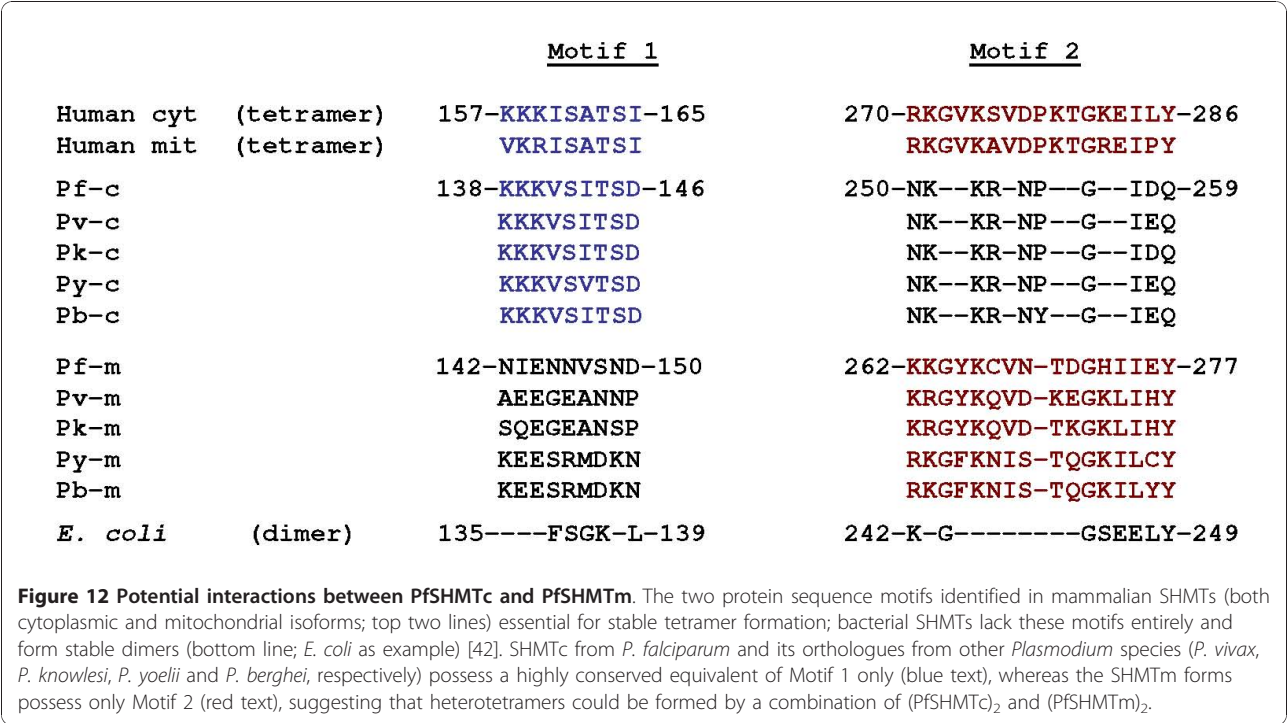 Motif 1 Motif 2
Human cyt (tetramer) 157-KKKISATSI-165 270-RKGVKSVDPKTGKEILY-286
Human mit (tetramer) VKRISATSI RKGVKAVDPKTGREIPY
Pf-c 138-KKKVSITSD-146 250-NK--KR-NP--G--IDQ-259
Pv-c KKKVSITSD NK--KR-NP--G--IEQ
Pk-c KKKVSITSD NK--KR-NP--G--IDQ
Py-c KKKVSVTSD NK--KR-NP--G--IEQ
Pb-c KKKVSITSD NK--KR-NY--G--IEQ
Pf-m 142-NIENNVSND-150 262-KKGYKCVN-TDGHIIEY-277
Pv-m AEEGEANNP KRGYKQVD-KEGKLIHY
Pk-m SQEGEANSP KRGYKQVD-TKGKLIHY
Py-m KEESRMDKN RKGFKNIS-TQGKILCY
Pb-m KEESRMDKN RKGFKNIS-TQGKILYY
E. coli (dimer) 135----FSGK-L-139 242-K-G--------GSEELY-249
Figure 12 Potential interactions between PfSHMTc and PfSHMTm. The two protein sequence motifs identified in mammalian SHMTs (both
cytoplasmic and mitochondrial isoforms; top two lines) essential for stable tetramer formation; bacterial SHMTs lack these motifs entirely and
form stable dimers (bottom line; E. coli as example) [42]. SHMTc from P. falciparum and its orthologues from other Plasmodium species (P. vivax,
P. knowlesi, P. yoelii and P. berghei, respectively) possess a highly conserved equivalent of Motif 1 only (blue text), whereas the SHMTm forms
possess only Motif 2 (red text), suggesting that heterotetramers could be formed by a combination of (PfSHMTc)2 and (PfSHMTm)2.